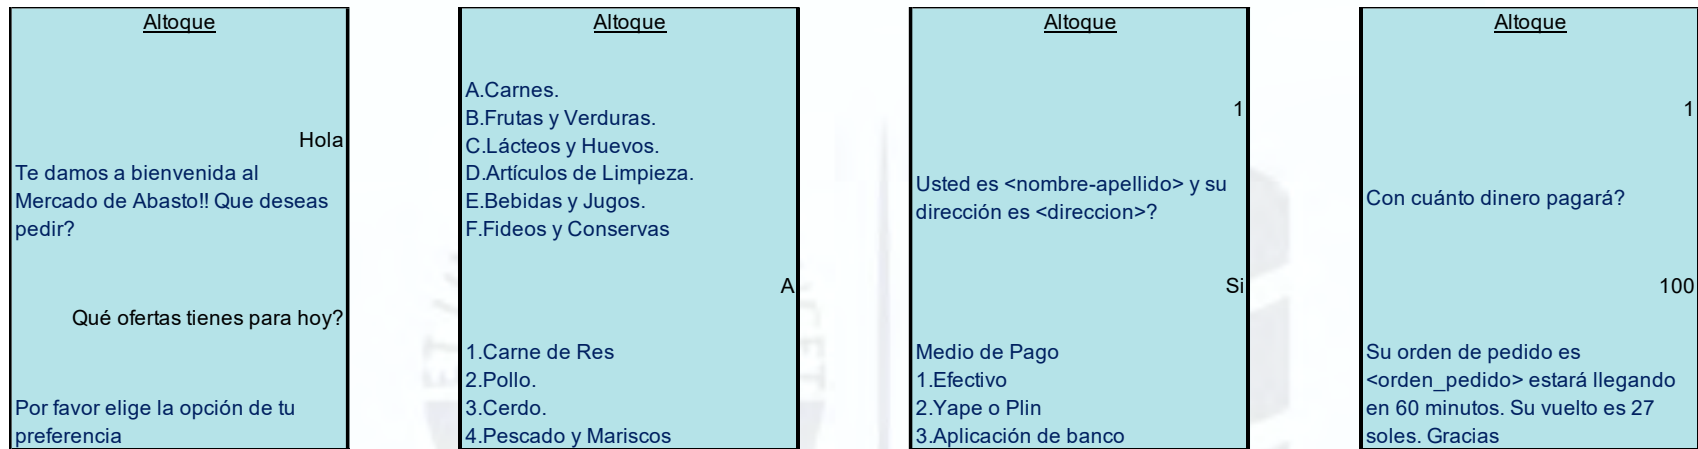 Altoque
Hola
Te damos a bienvenida al
Mercado de Abasto!! Que deseas
pedir?
Qué ofertas tienes para hoy?
Por favor elige la opción de tu
preferencia
Altoque
A.Carnes.
B.Frutas y Verduras.
C.Lácteos y Huevos.
D.Artículos de Limpieza.
E.Bebidas y Jugos.
F.Fideos y Conservas
A
1.Carne de Res
2.Pollo.
3.Cerdo.
4.Pescado y Mariscos
Altoque
1
Usted es <nombre-apellido> y su
dirección es <direccion>?
Si
Medio de Pago
1.Efectivo
2.Yape o Plin
3.Aplicación de banco
Altoque
1
Con cuánto dinero pagará?
100
Su orden de pedido es
<orden_pedido> estará llegando
en 60 minutos. Su vuelto es 27
soles. Gracias